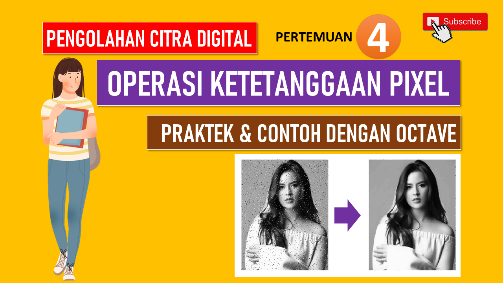 PENGOLAHAN CITRA DIGITAL
PERTEMUAN 4
Subscribe
OPERASI KETETANGGAAN PIXEL
PRAKTEK & CONTOH DENGAN OCTAVE